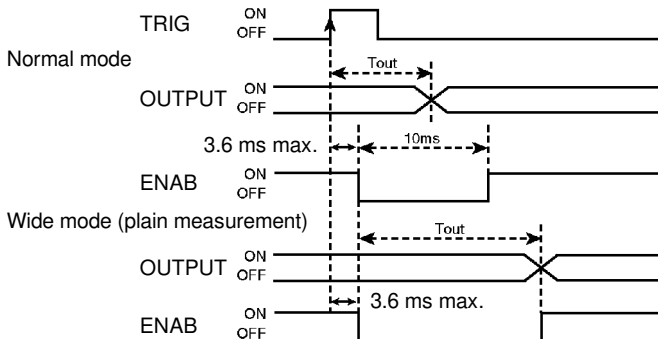 TRIG ON
OFF
Normal mode
Tout
OUTPUT ON
OFF
3.6 ms max. 10ms
ENAB ON
OFF
Wide mode (plain measurement)
Tout
OUTPUT ON
OFF
3.6 ms max.
ENAB ON
OFF